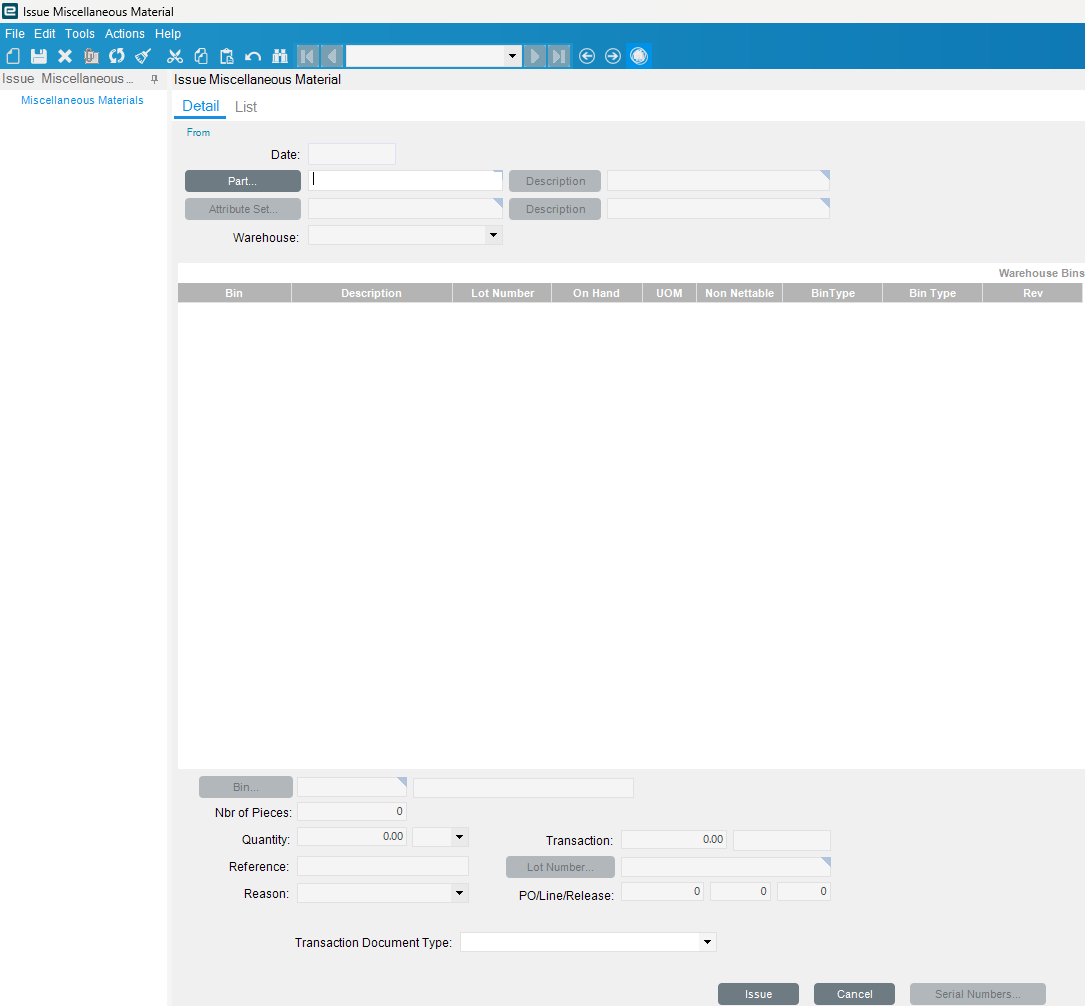 Issue Miscellaneous Material
File Edit Tools Actions Help
Issue Miscellaneous...
Issue Miscellaneous Material
Miscellaneous Materials
Detail List
From
Date:
Part... Description
Attribute Set... Description
Warehouse:
Warehouse Bins
Bin Description Lot Number On Hand UOM Non Nettable BinType Bin Type Rev
Bin...
Nbr of Pieces: 0
Quantity: 0.00 Transaction: 0.00
Reference: Lot Number...
Reason: PO/Line/Release: 0 0 0
Transaction Document Type:
Issue Cancel Serial Numbers...